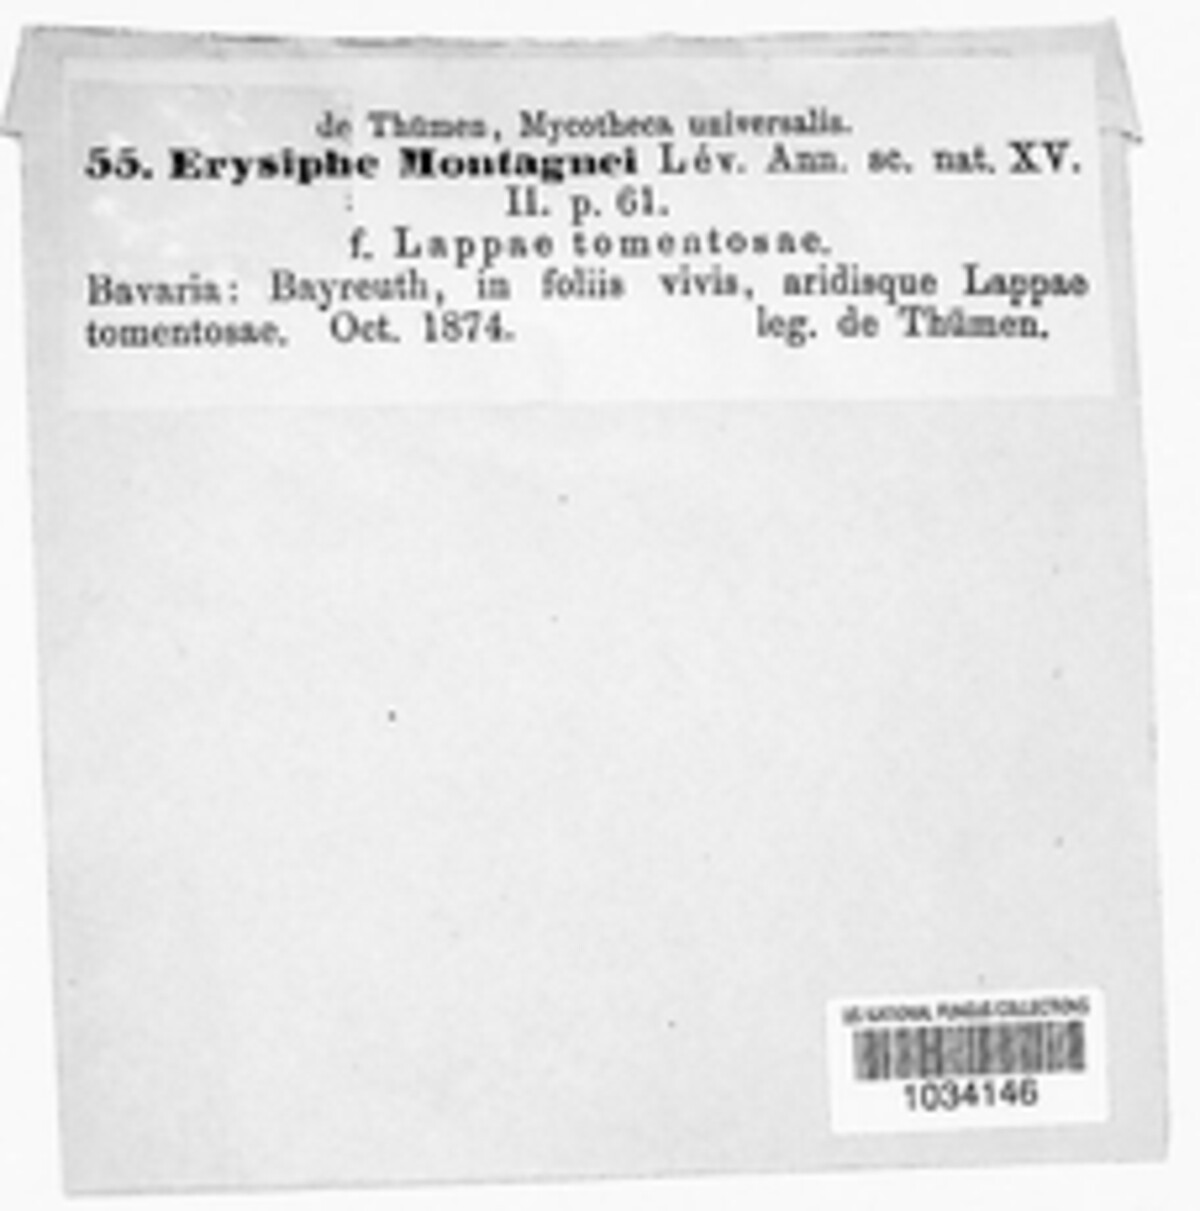 de Thümen, Mycotheca universalis.
55. Erysiphe Montagnei Lév. Ann. sc. nat. XV.
II. p. 61.
f. Lappae tomentosae.
Bavaria: Bayreuth, in foliis vivis, aridisque Lappae
tomentosae. Oct. 1874. leg. de Thümen.
US NATIONAL FUNGUS COLLECTIONS
1034146